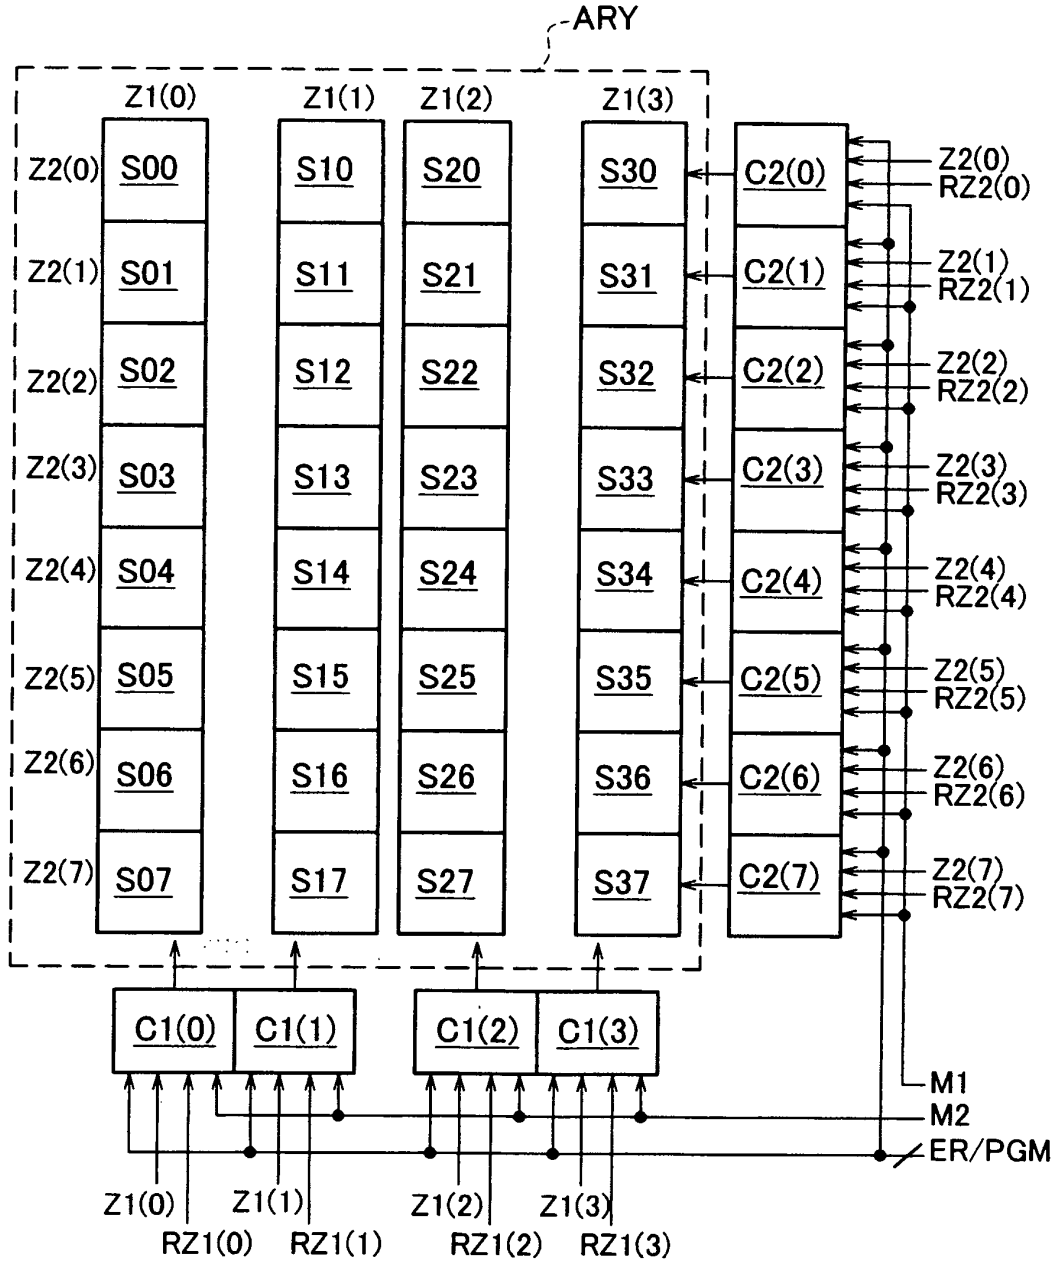 ARY
Z1(0) Z1(1) Z1(2) Z1(3)
Z2(0) S00 S10 S20 S30 C2(0) Z2(0)
RZ2(0)
Z2(1) S01 S11 S21 S31 C2(1) Z2(1)
RZ2(1)
Z2(2) S02 S12 S22 S32 C2(2) Z2(2)
RZ2(2)
Z2(3) S03 S13 S23 S33 C2(3) Z2(3)
RZ2(3)
Z2(4) S04 S14 S24 S34 C2(4) Z2(4)
RZ2(4)
Z2(5) S05 S15 S25 S35 C2(5) Z2(5)
RZ2(5)
Z2(6) S06 S16 S26 S36 C2(6) Z2(6)
RZ2(6)
Z2(7) S07 S17 S27 S37 C2(7) Z2(7)
RZ2(7)
C1(0) C1(1) C1(2) C1(3)
M1
M2
ER/PGM
Z1(0) Z1(1) Z1(2) Z1(3)
RZ1(0) RZ1(1) RZ1(2) RZ1(3)